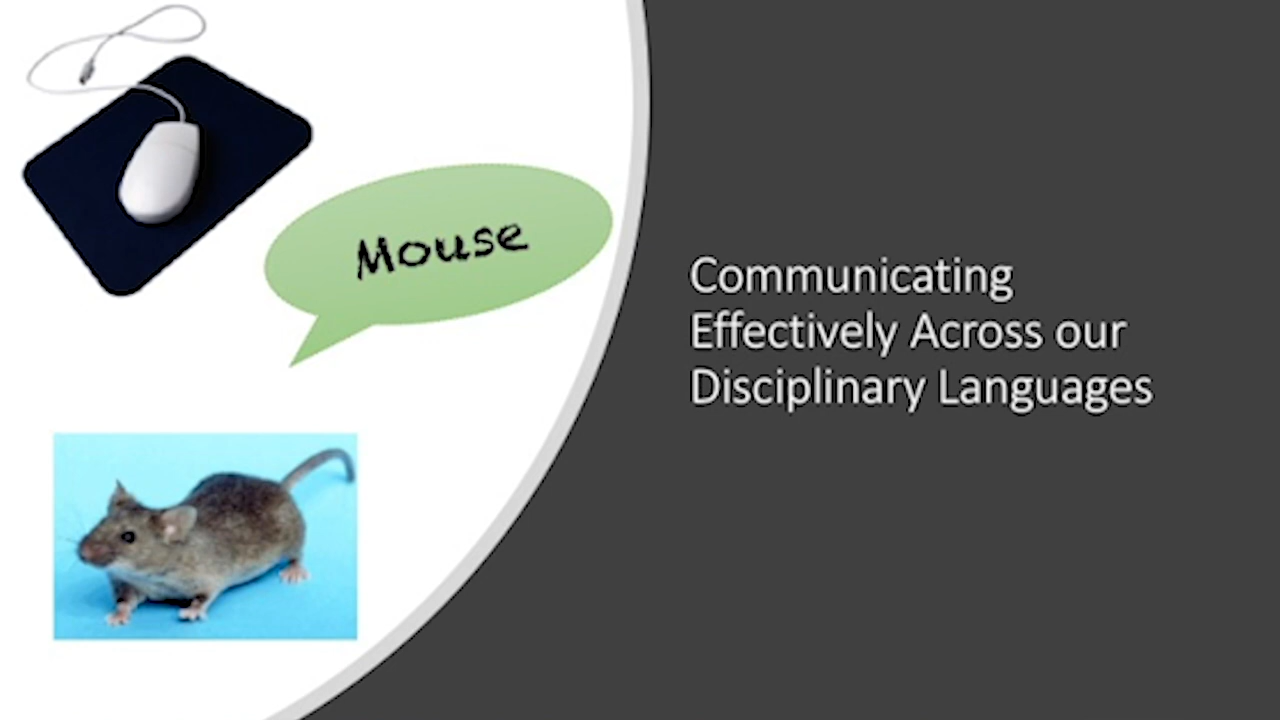 Mouse
Communicating
Effectively Across our
Disciplinary Languages